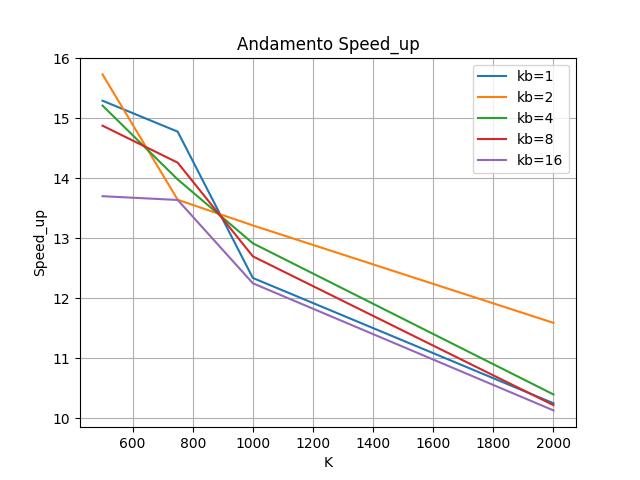 Andamento Speed_up
Speed_up
16
15
14
13
12
11
10
kb=1
kb=2
kb=4
kb=8
kb=16
600 800 1000 1200 1400 1600 1800 2000
K